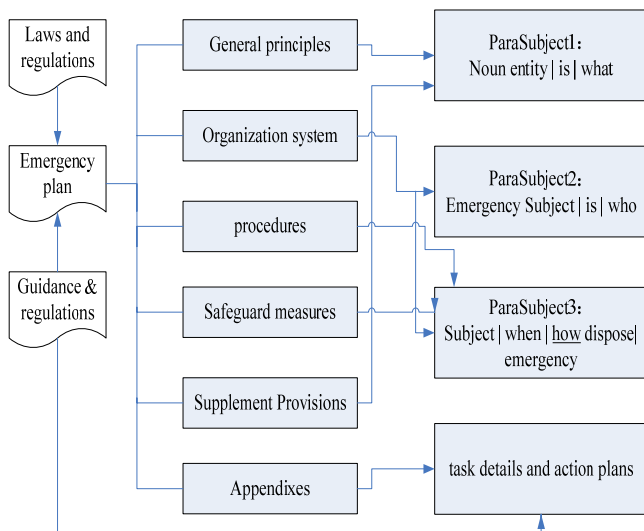 Laws and
regulations
Emergency
plan
Guidance &
regulations
General principles
Organization system
procedures
Safeguard measures
Supplement Provisions
Appendixes
ParaSubject1:
Noun entity | is | what
ParaSubject2:
Emergency Subject | is | who
ParaSubject3:
Subject | when | how dispose|
emergency
task details and action plans